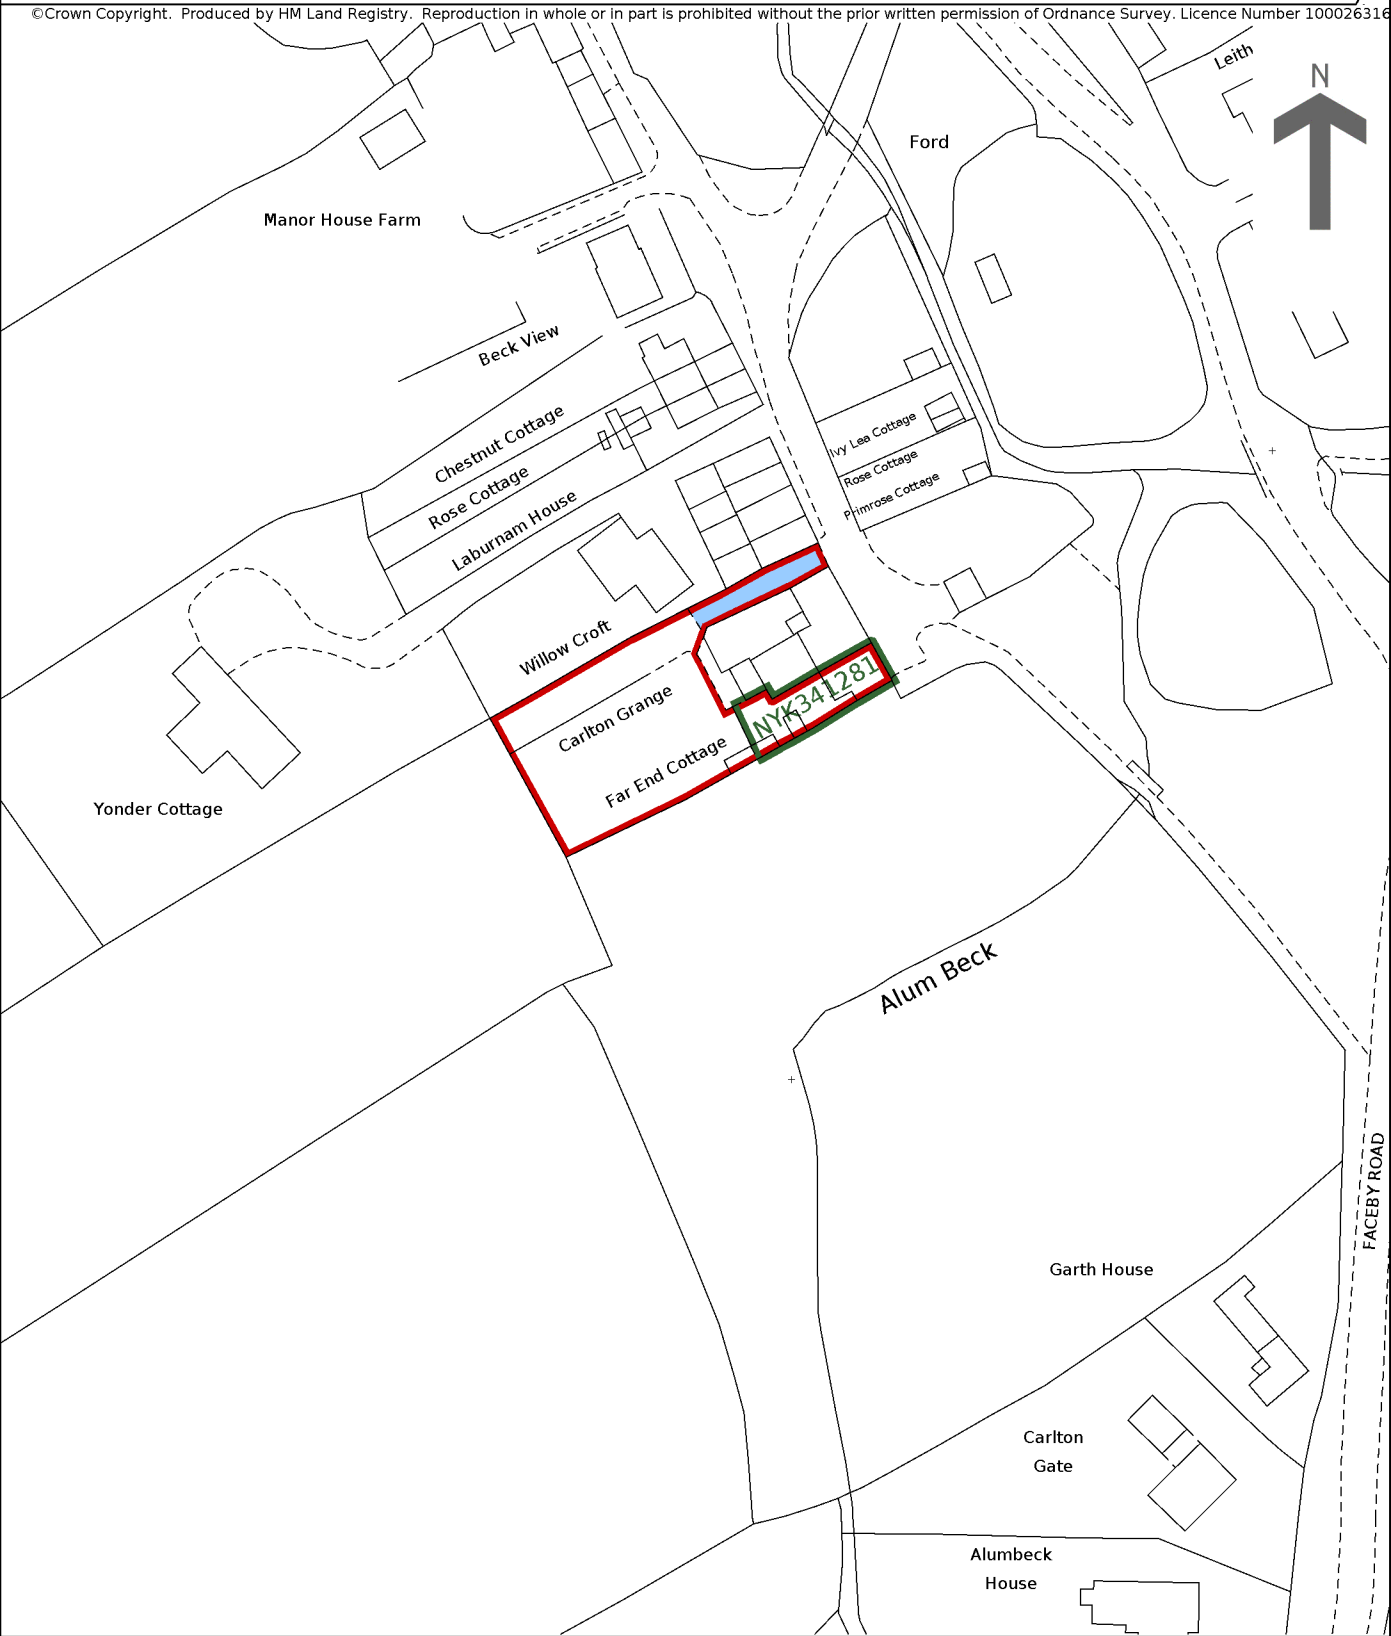 ©Crown Copyright. Produced by HM Land Registry. Reproduction in whole or in part is prohibited without the prior written permission of Ordnance Survey. Licence Number 100026316
Leith
N
Ford
Manor House Farm
Beck View
Chestnut Cottage
Rose Cottage
Laburnam House
Ivy Lea Cottage
Rose Cottage
Primrose Cottage
Willow Croft
Carlton Grange
Far End Cottage
NYK341281
Yonder Cottage
Alum Beck
FACEBY ROAD
Garth House
Carlton
Gate
Alumbeck
House